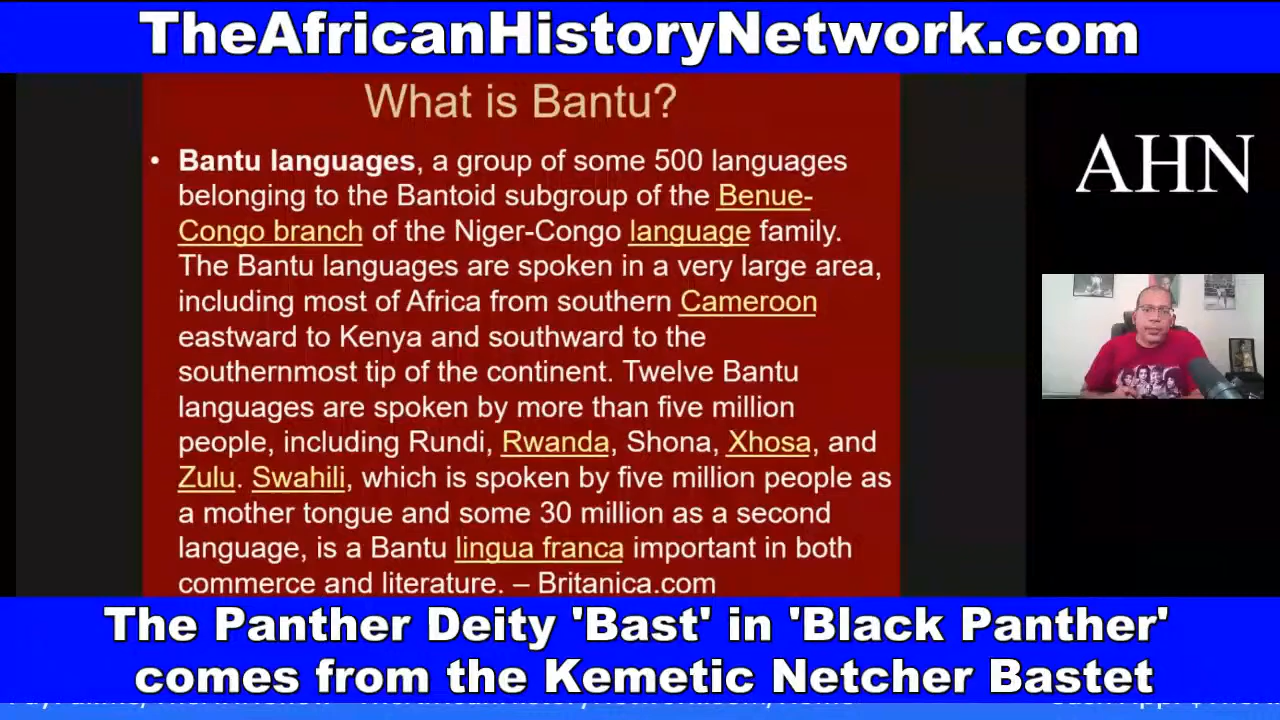 TheAfricanHistoryNetwork.com
What is Bantu?
AHN
• Bantu languages, a group of some 500 languages
belonging to the Bantoid subgroup of the Benue-
Congo branch of the Niger-Congo language family.
The Bantu languages are spoken in a very large area,
including most of Africa from southern Cameroon
eastward to Kenya and southward to the
southernmost tip of the continent. Twelve Bantu
languages are spoken by more than five million
people, including Rundi, Rwanda, Shona, Xhosa, and
Zulu. Swahili, which is spoken by five million people as
a mother tongue and some 30 million as a second
language, is a Bantu lingua franca important in both
commerce and literature. – Britanica.com
The Panther Deity 'Bast' in 'Black Panther'
comes from the Kemetic Netcher Bastet